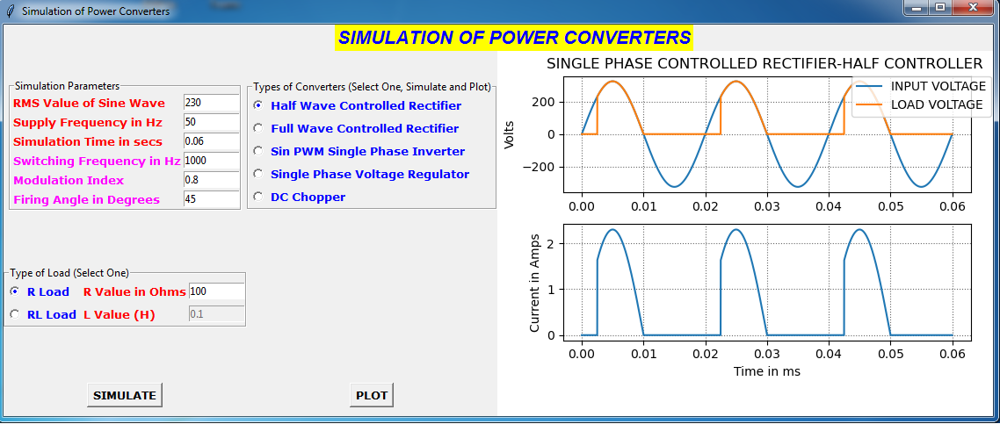 Simulation of Power Converters
SIMULATION OF POWER CONVERTERS
Simulation Parameters
RMS Value of Sine Wave 230
Supply Frequency in Hz 50
Simulation Time in secs 0.06
Switching Frequency in Hz 1000
Modulation Index 0.8
Firing Angle in Degrees 45
Types of Converters (Select One, Simulate and Plot)
Half Wave Controlled Rectifier
Full Wave Controlled Rectifier
Sin PWM Single Phase Inverter
Single Phase Voltage Regulator
DC Chopper
Type of Load (Select One)
R Load R Value in Ohms 100
RL Load L Value (H) 0.1
SIMULATE PLOT
SINGLE PHASE CONTROLLED RECTIFIER-HALF CONTROLLER
INPUT VOLTAGE
LOAD VOLTAGE
Volts
200
0
−200
0.00 0.01 0.02 0.03 0.04 0.05 0.06
Current in Amps
2
1
0
0.00 0.01 0.02 0.03 0.04 0.05 0.06
Time in ms